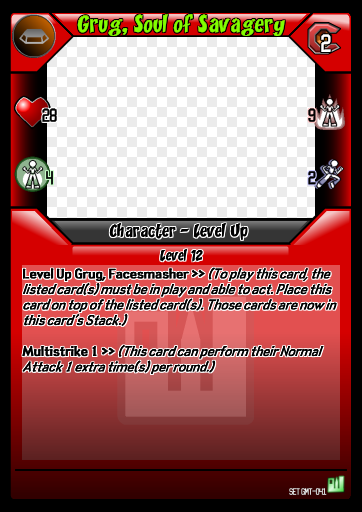 Grug, Soul of Savagery
2
28
9
4
2
Character - Level Up
Level 12
Level Up Grug, Facesmasher >> (To play this card, the
listed card(s) must be in play and able to act. Place this
card on top of the listed card(s). Those cards are now in
this card's Stack.)
Multistrike 1 >> (This card can perform their Normal
Attack 1 extra time(s) per round.)
SET GMT-041